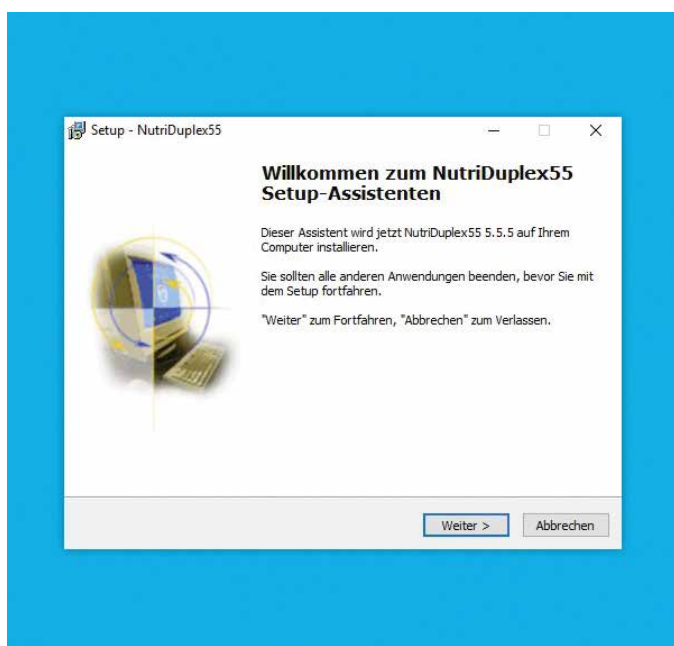 Setup - NutriDuplex55
Willkommen zum NutriDuplex55
Setup-Assistenten
Dieser Assistent wird jetzt NutriDuplex55 5.5.5 auf Ihrem
Computer installieren.
Sie sollten alle anderen Anwendungen beenden, bevor Sie mit
dem Setup fortfahren.
"Weiter" zum Fortfahren, "Abbrechen" zum Verlassen.
Weiter >
Abbrechen